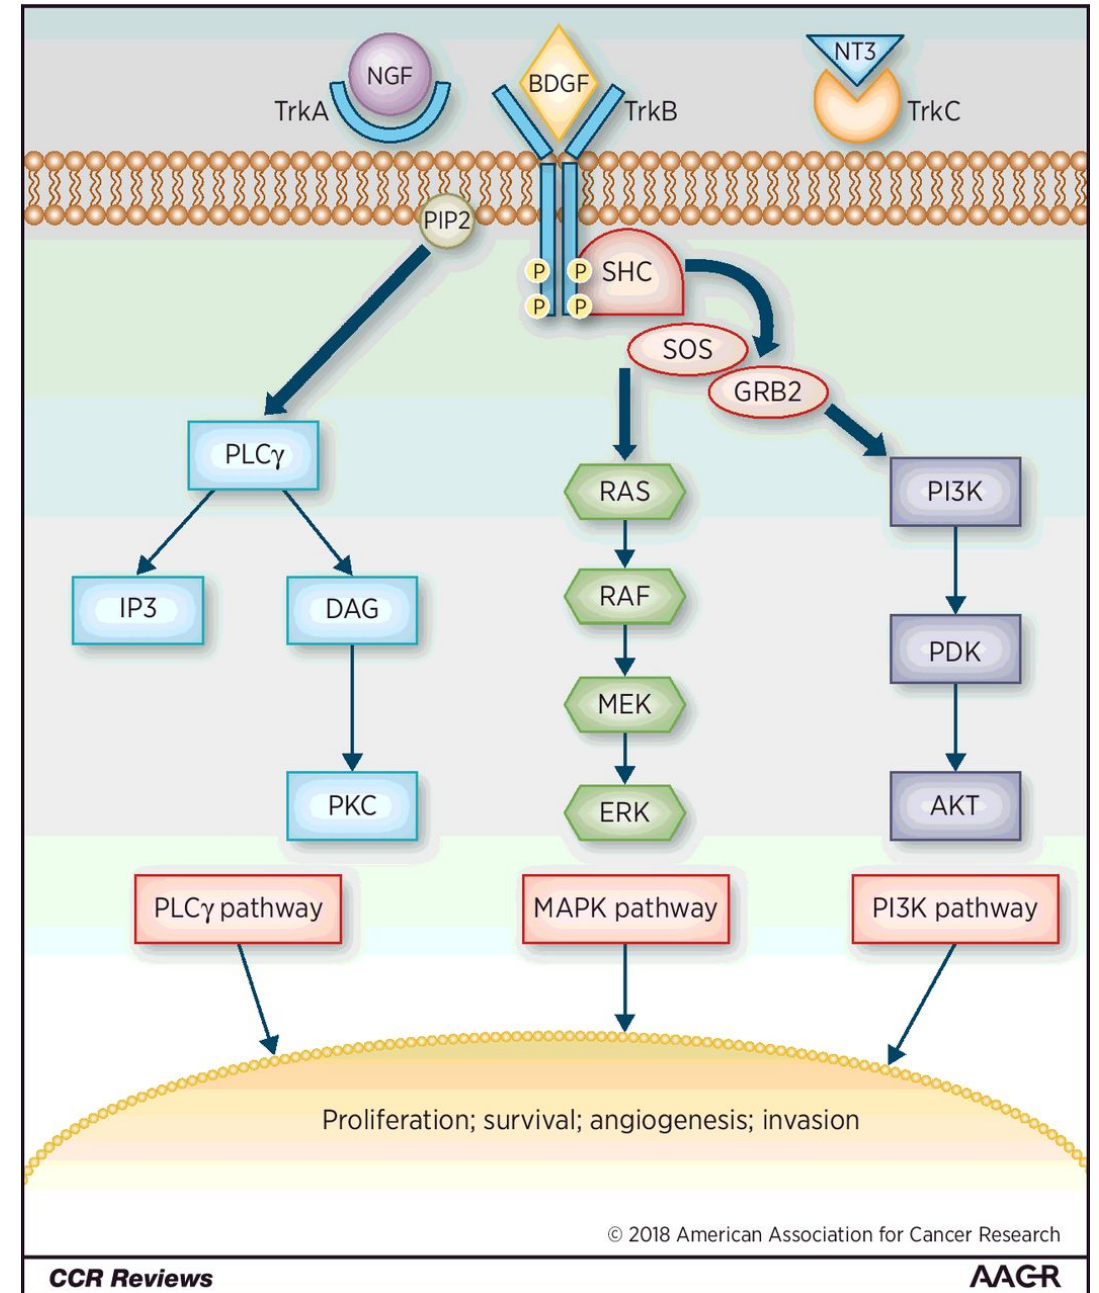 NGF
BDGF
NT3
TrkA
TrkB
TrkC
PIP2
P
P
SHC
P
P
SOS
GRB2
PLCγ
RAS
PI3K
IP3
DAG
RAF
PDK
MEK
PKC
ERK
AKT
PLCγ pathway
MAPK pathway
PI3K pathway
Proliferation; survival; angiogenesis; invasion
© 2018 American Association for Cancer Research
CCR Reviews
AACR